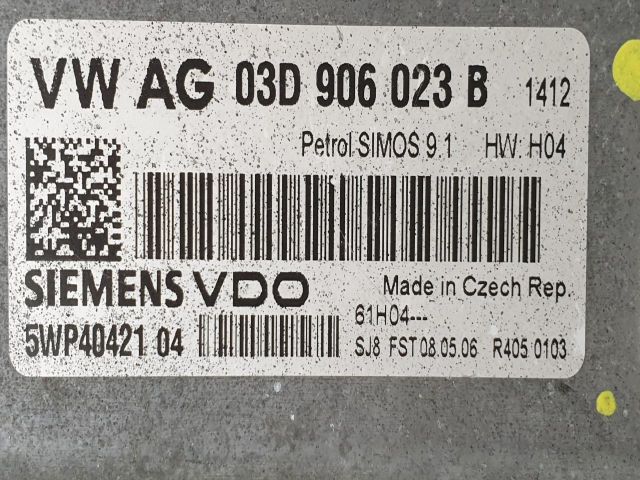 VW AG 03D 906 023 B 1412
Petrol SIMOS 9.1 HW: H04
SIEMENS VDO Made in Czech Rep.
61H04---
5WP40421 04 SJ8 FST 08.05.06 R405 0103